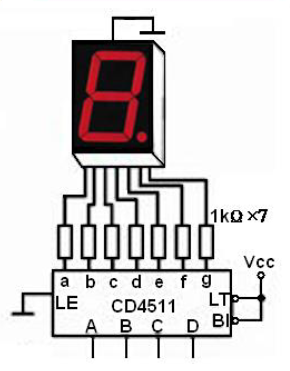 1kΩ ×7
a b c d e f g
Vcc
LE CD4511 LT
BI
A B C D